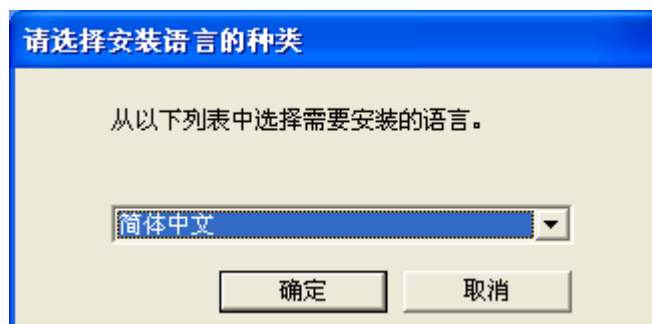 请选择安装语言的种类
从以下列表中选择需要安装的语言。
简体中文
确定 取消